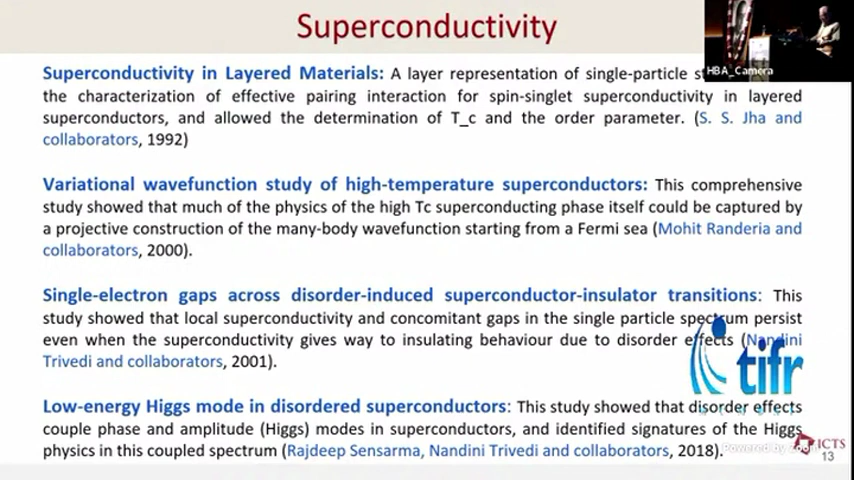 Superconductivity
HBA_Camera
Superconductivity in Layered Materials: A layer representation of single-particle
the characterization of effective pairing interaction for spin-singlet superconductivity in layered
superconductors, and allowed the determination of T_c and the order parameter. (S. S. Jha and
collaborators, 1992)
Variational wavefunction study of high-temperature superconductors: This comprehensive
study showed that much of the physics of the high Tc superconducting phase itself could be captured by
a projective construction of the many-body wavefunction starting from a Fermi sea (Mohit Randeria and
collaborators, 2000).
Single-electron gaps across disorder-induced superconductor-insulator transitions: This
study showed that local superconductivity and concomitant gaps in the single particle spectrum persist
even when the superconductivity gives way to insulating behaviour due to disorder effects (Nandini
Trivedi and collaborators, 2001).
tifr
Low-energy Higgs mode in disordered superconductors: This study showed that disorder effects
couple phase and amplitude (Higgs) modes in superconductors, and identified signatures of the Higgs
physics in this coupled spectrum (Rajdeep Sensarma, Nandini Trivedi and collaborators, 2018).
Powered by Zoom
ICTS
13